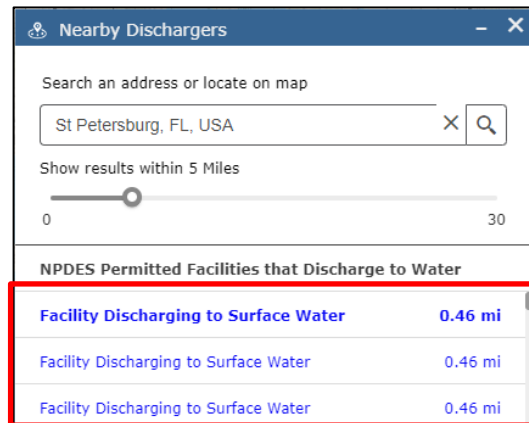 Nearby Dischargers
Search an address or locate on map
St Petersburg, FL, USA
Show results within 5 Miles
0 30
NPDES Permitted Facilities that Discharge to Water
Facility Discharging to Surface Water 0.46 mi
Facility Discharging to Surface Water 0.46 mi
Facility Discharging to Surface Water 0.46 mi